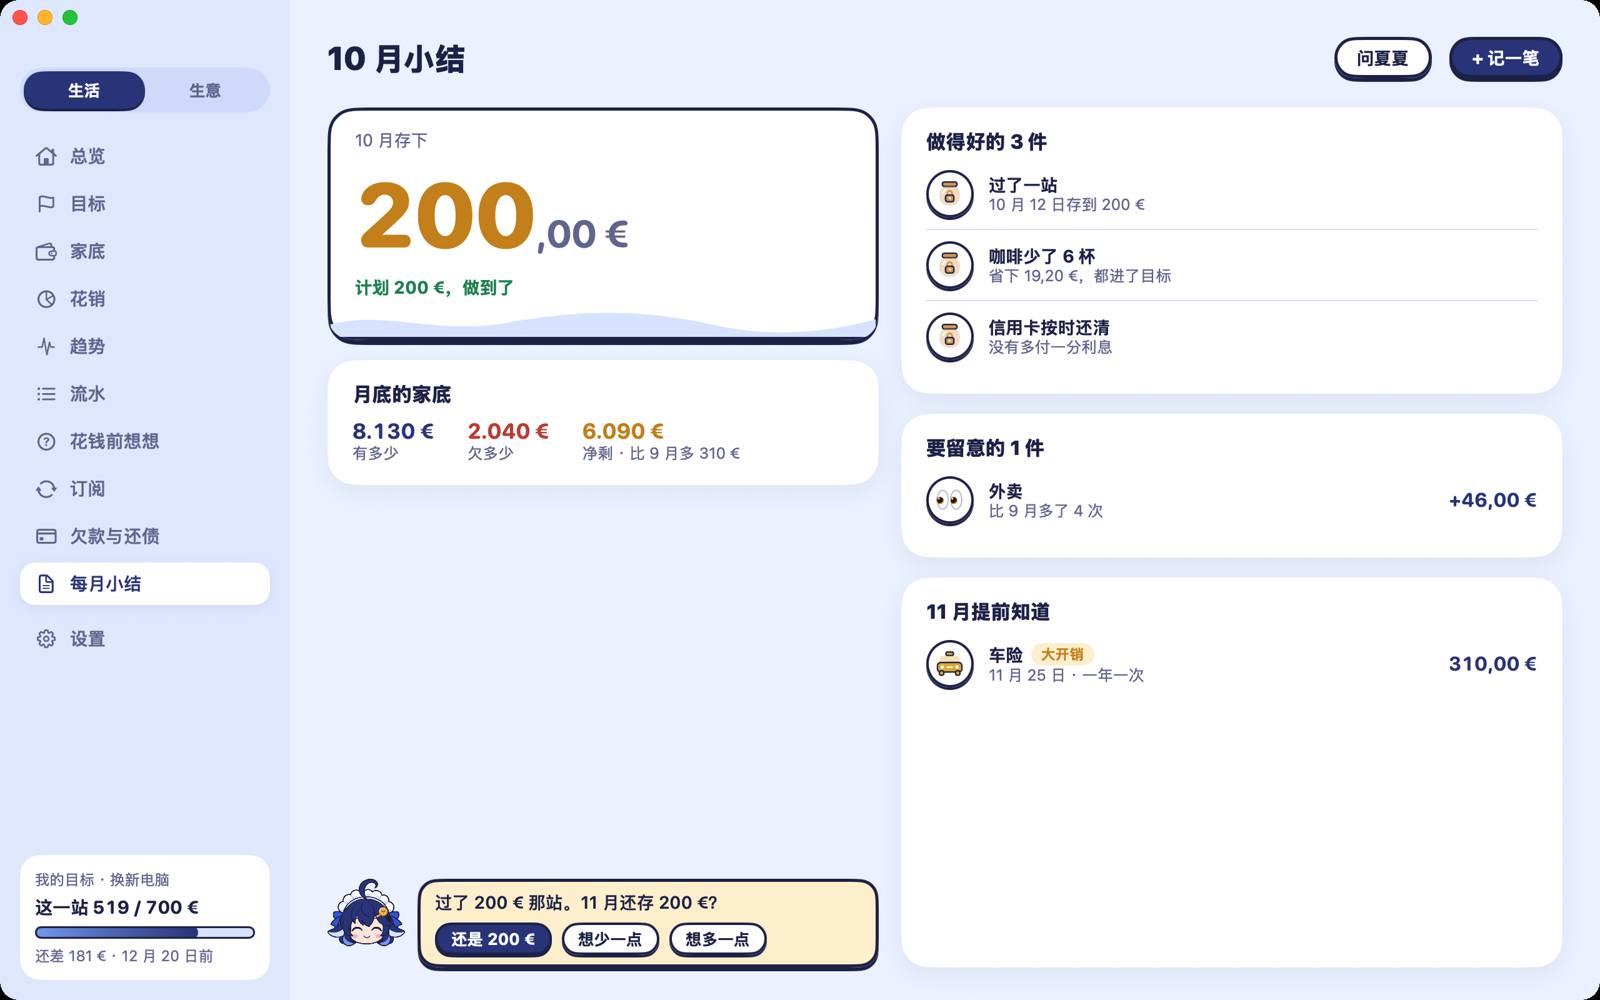 生活
生意
总览
目标
家底
花销
趋势
流水
花钱前想想
订阅
欠款与还债
每月小结
设置
我的目标 · 换新电脑
这一站 519 / 700 €
还差 181 € · 12 月 20 日前
10 月小结
问夏夏
+ 记一笔
10 月存下
200,00 €
计划 200 €，做到了
月底的家底
8.130 €
有多少
2.040 €
欠多少
6.090 €
净剩 · 比 9 月多 310 €
过了 200 € 那站。11 月还存 200 €?
还是 200 €
想少一点
想多一点
做得好的 3 件
过了一站
10 月 12 日存到 200 €
咖啡少了 6 杯
省下 19,20 €，都进了目标
信用卡按时还清
没有多付一分利息
要留意的 1 件
外卖
比 9 月多了 4 次
+46,00 €
11 月提前知道
车险 大开销
11 月 25 日 · 一年一次
310,00 €